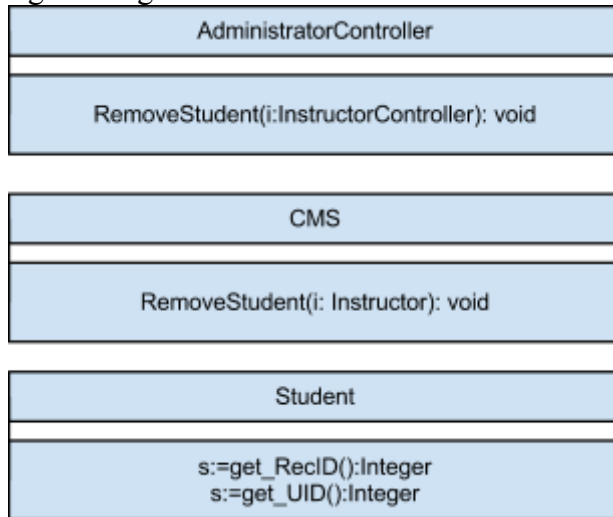 AdministratorController
RemoveStudent(i:InstructorController): void
CMS
RemoveStudent(i: Instructor): void
Student
s:=get_RecID():Integer
s:=get_UID():Integer